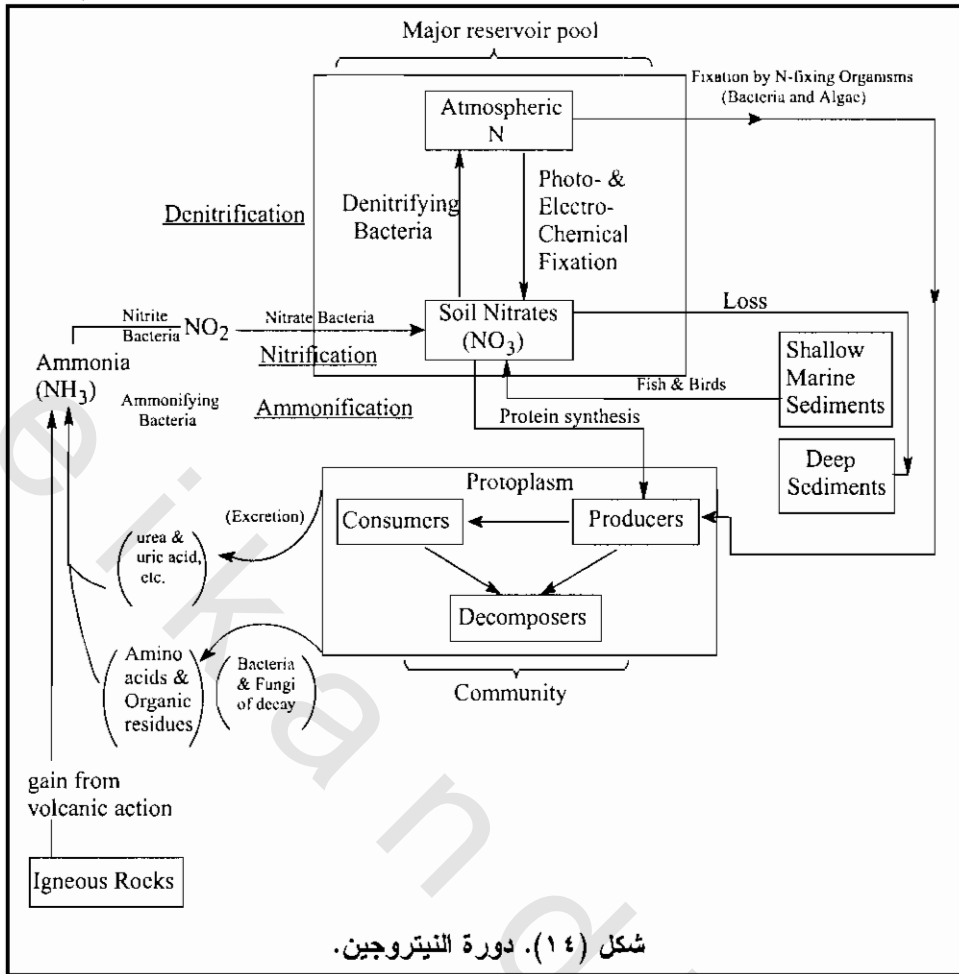 Major reservoir pool
Fixation by N-fixing Organisms
(Bacteria and Algae)
Atmospheric
N
Denitrification
Denitrifying
Bacteria
Photo- &
Electro-
Chemical
Fixation
Loss
Nitrite
Bacteria
NO2
Nitrate Bacteria
Soil Nitrates
(NO3)
Nitrification
Ammonia
(NH3)
Shallow
Marine
Sediments
Fish & Birds
Ammonifying
Bacteria
Ammonification
Protein synthesis
Deep
Sediments
Protoplasm
(Excretion)
Consumers
Producers
urea &
uric acid,
etc.
Decomposers
Amino
acids &
Organic
residues
Bacteria
& Fungi
of decay
Community
gain from
volcanic action
Igneous Rocks
شكل (١٤). دورة النيتروجين.
e i k a n d